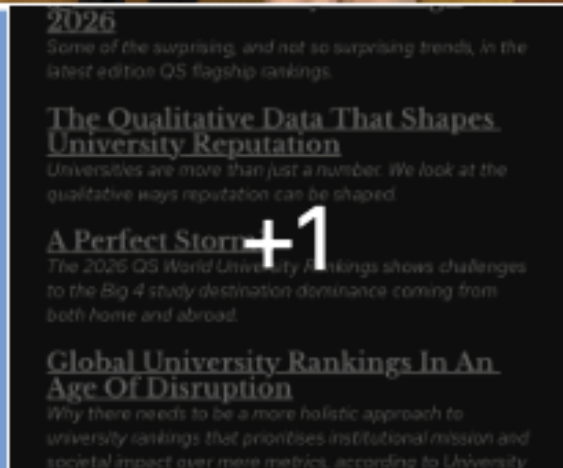 2026
Some of the surprising, and not so surprising trends, in the
latest edition QS flagship rankings.
The Qualitative Data That Shapes
University Reputation
Universities are more than just a number. We look at the
qualitative ways reputation can be shaped.
A Perfect Storm
+1
The 2026 QS World University Rankings shows challenges
to the Big 4 study destination dominance coming from
both home and abroad.
Global University Rankings In An
Age Of Disruption
Why there needs to be a more holistic approach to
university rankings that prioritises institutional mission and
societal impact over mere metrics, according to University